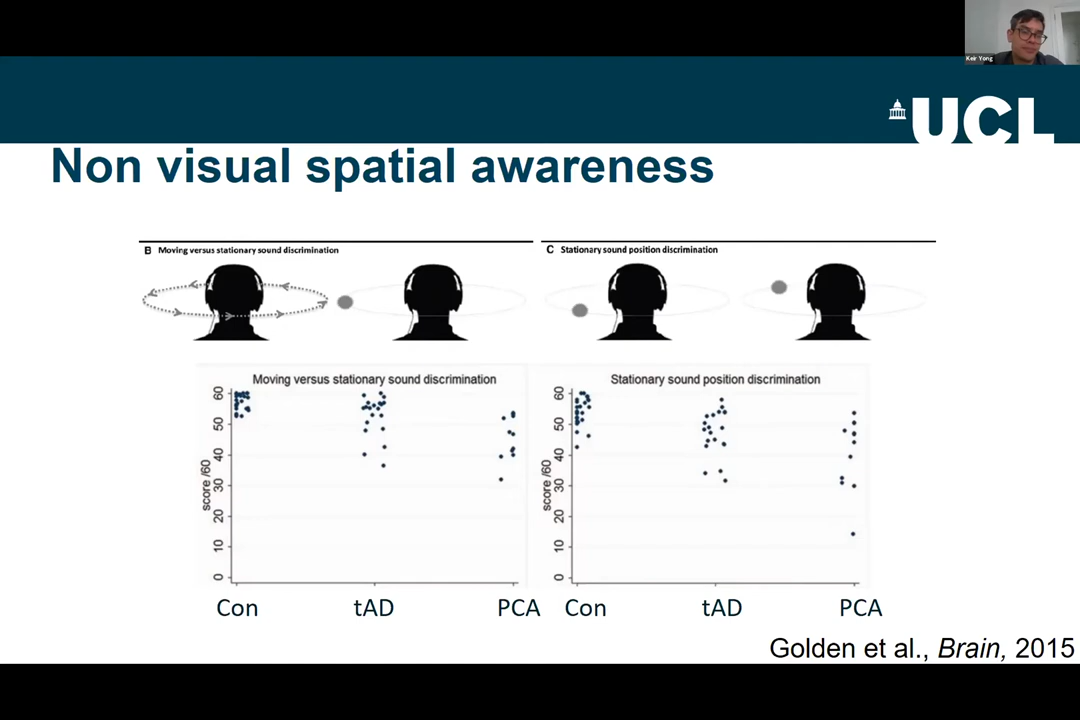 Keir Yong
UCL
Non visual spatial awareness
B Moving versus stationary sound discrimination
C Stationary sound position discrimination
Moving versus stationary sound discrimination
score /60
60
50
40
30
20
10
0
Con tAD PCA
Stationary sound position discrimination
score /60
60
50
40
30
20
10
0
Con tAD PCA
Golden et al., Brain, 2015